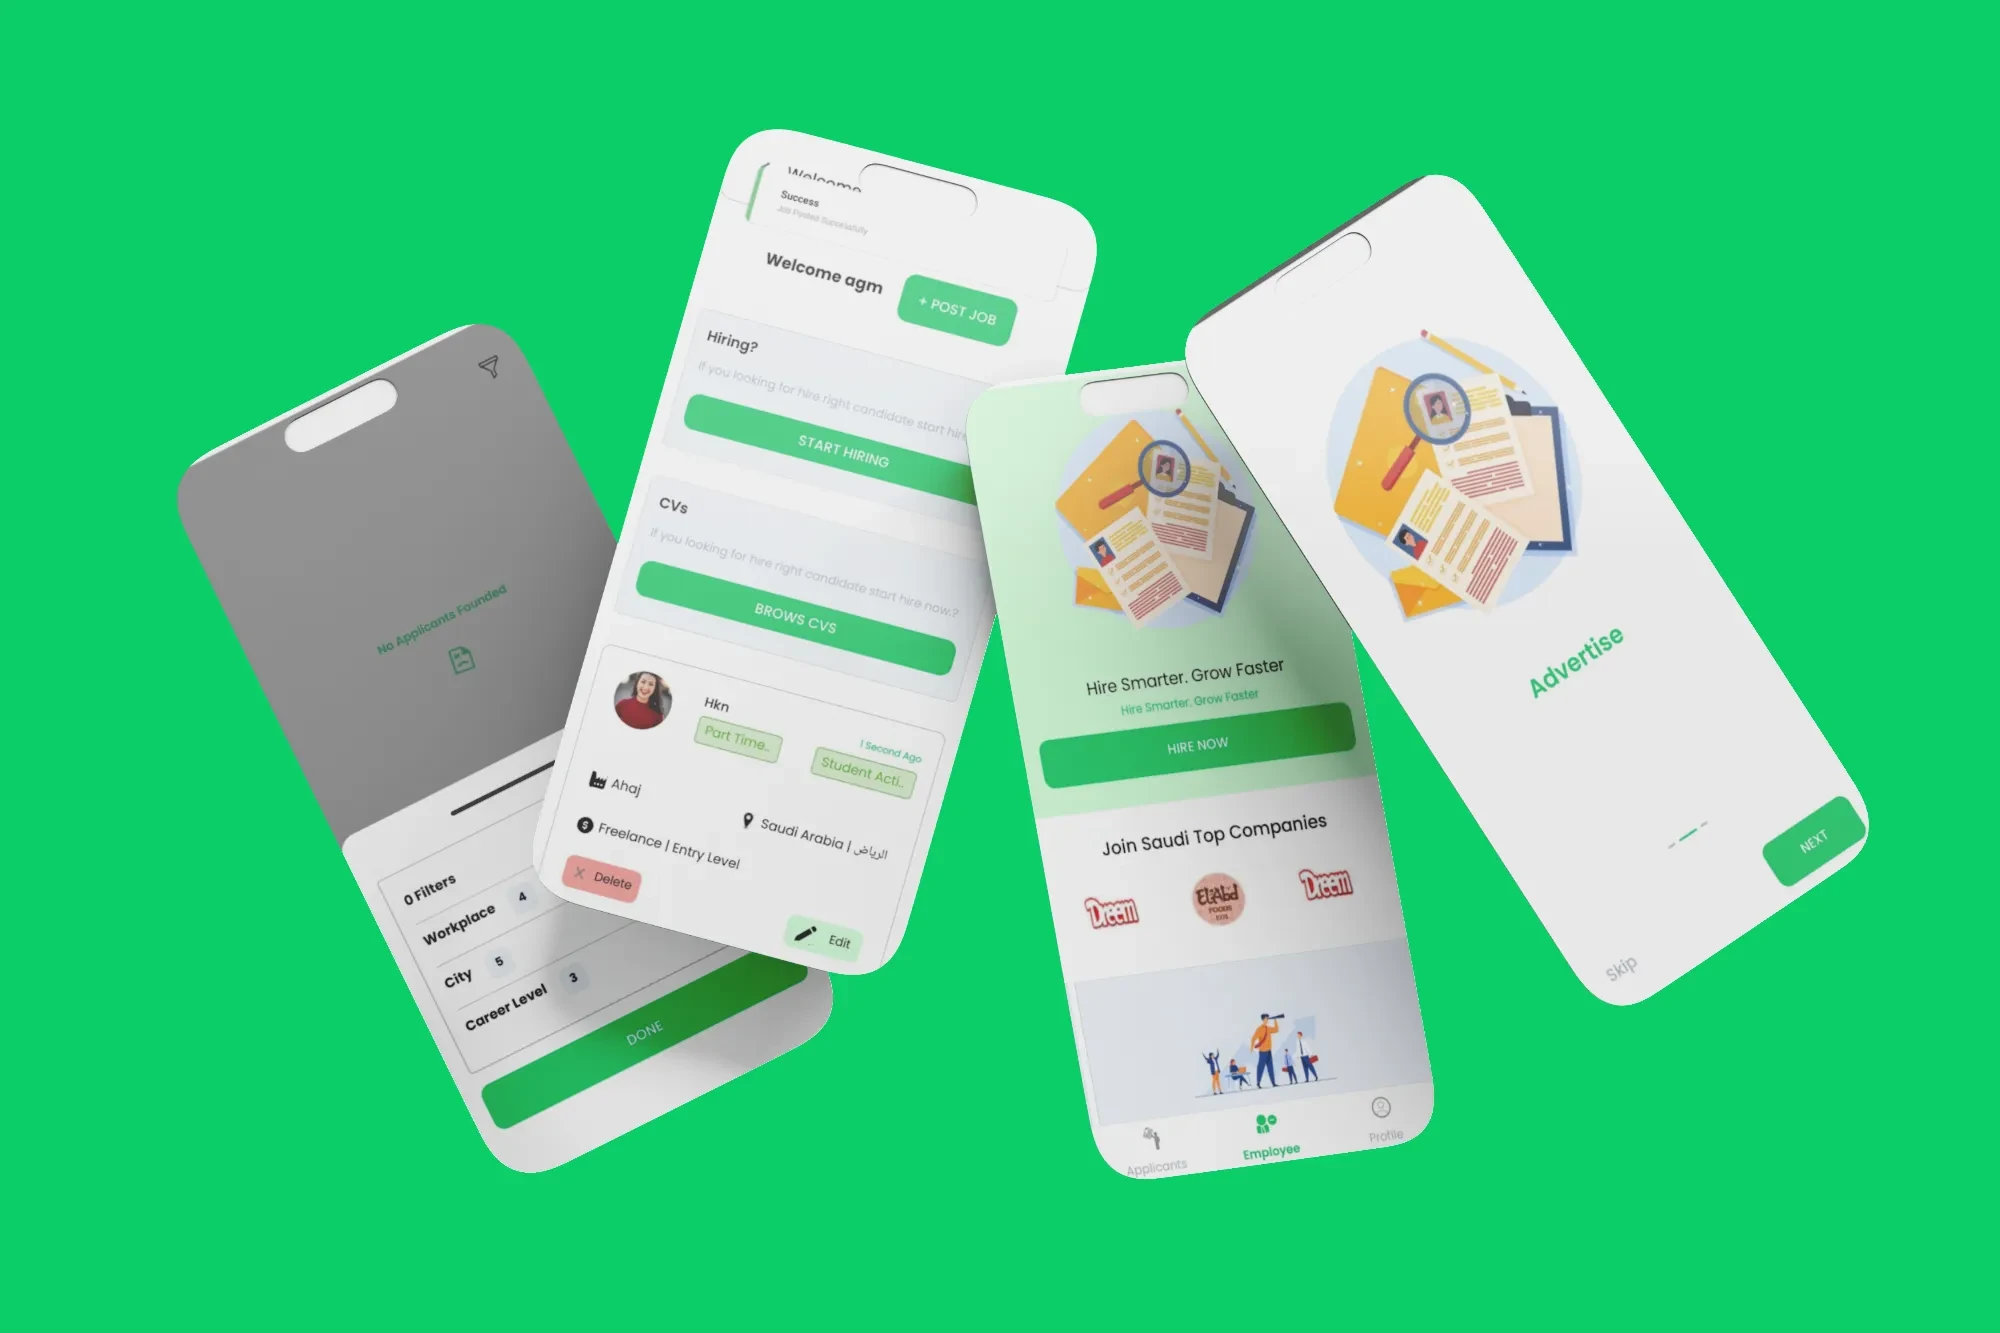 No Applicants Founded
0 Filters
Workplace 4
City 5
Career Level 3
DONE
Welcome
Success
Job Posted Successfully
Welcome agm
+ POST JOB
Hiring?
If you looking for hire right candidate start hire
START HIRING
CVs
If you looking for hire right candidate start hire now.?
BROWS CVS
Hkn
Part Time..
1 Second Ago
Student Acti..
Ahaj
Saudi Arabia | الرياض
Freelance | Entry Level
X Delete
Edit
Hire Smarter. Grow Faster
Hire Smarter. Grow Faster
HIRE NOW
Join Saudi Top Companies
Dreem
El Abd
FOODS
Dreem
Applicants
Employee
Profile
Advertise
NEXT
Skip